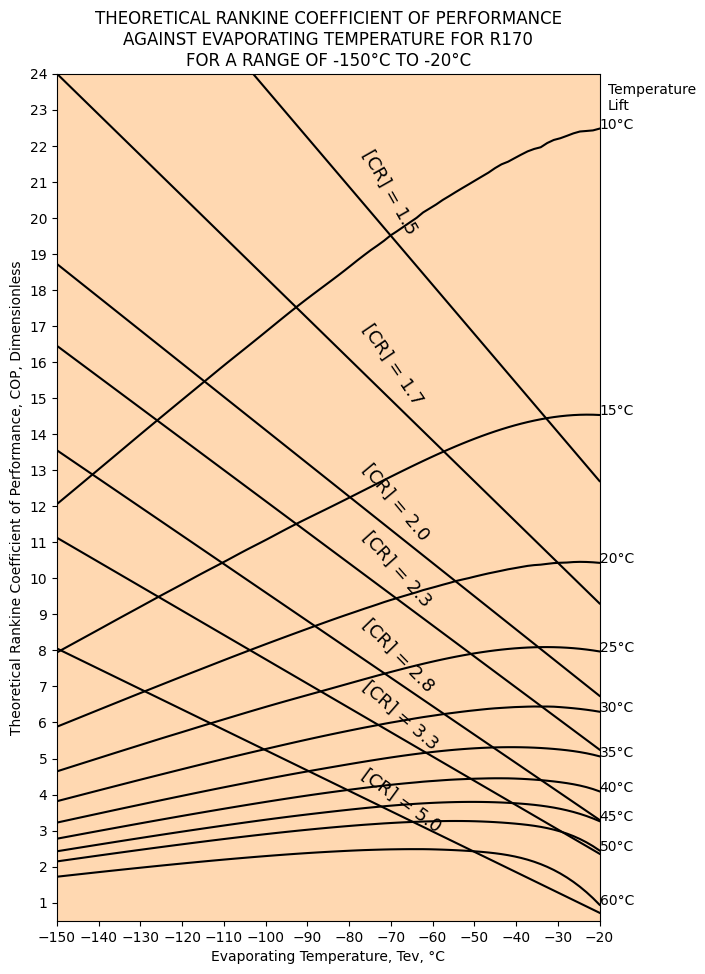 THEORETICAL RANKINE COEFFICIENT OF PERFORMANCE
AGAINST EVAPORATING TEMPERATURE FOR R170
FOR A RANGE OF -150°C TO -20°C
Theoretical Rankine Coefficient of Performance, COP, Dimensionless
24
23
22
21
20
19
18
17
16
15
14
13
12
11
10
9
8
7
6
5
4
3
2
1
[CR] = 1.5
[CR] = 1.7
[CR] = 2.0
[CR] = 2.3
[CR] = 2.8
[CR] = 3.3
[CR] = 5.0
Temperature
Lift
10°C
15°C
20°C
25°C
30°C
35°C
40°C
45°C
50°C
60°C
−150 −140 −130 −120 −110 −100 −90 −80 −70 −60 −50 −40 −30 −20
Evaporating Temperature, Tev, °C